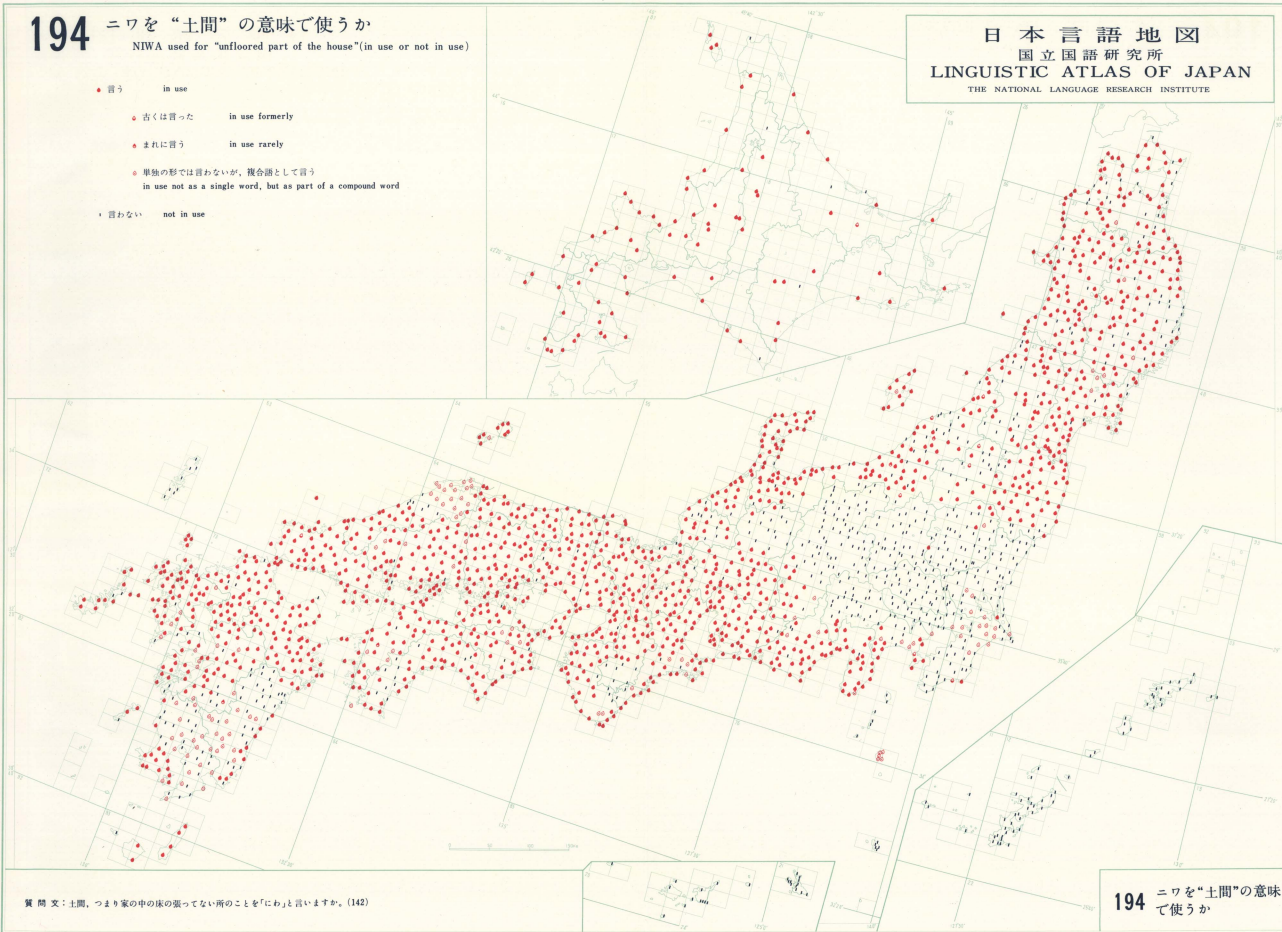 194 ニワを“土間”の意味で使うか
NIWA used for “unfloored part of the house”(in use or not in use)
言う in use
古くは言った in use formerly
まれに言う in use rarely
単独の形では言わないが，複合語として言う
in use not as a single word, but as part of a compound word
言わない not in use
日本言語地図
国立国語研究所
LINGUISTIC ATLAS OF JAPAN
THE NATIONAL LANGUAGE RESEARCH INSTITUTE
質問文：土間，つまり家の中の床の張ってない所のことを「にわ」と言いますか。(142)
194 ニワを“土間”の意味
で使うか